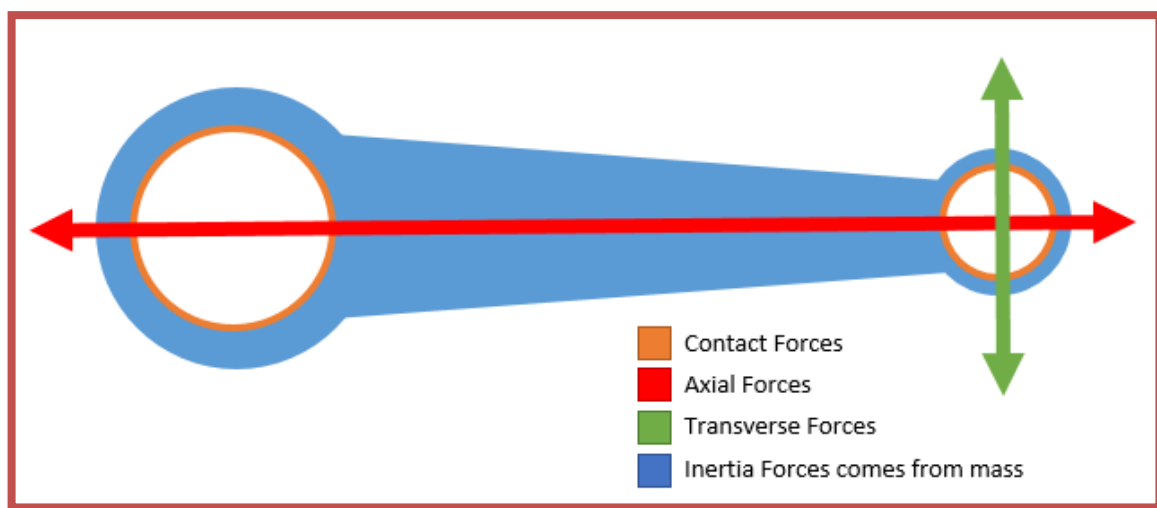 Contact Forces
Axial Forces
Transverse Forces
Inertia Forces comes from mass